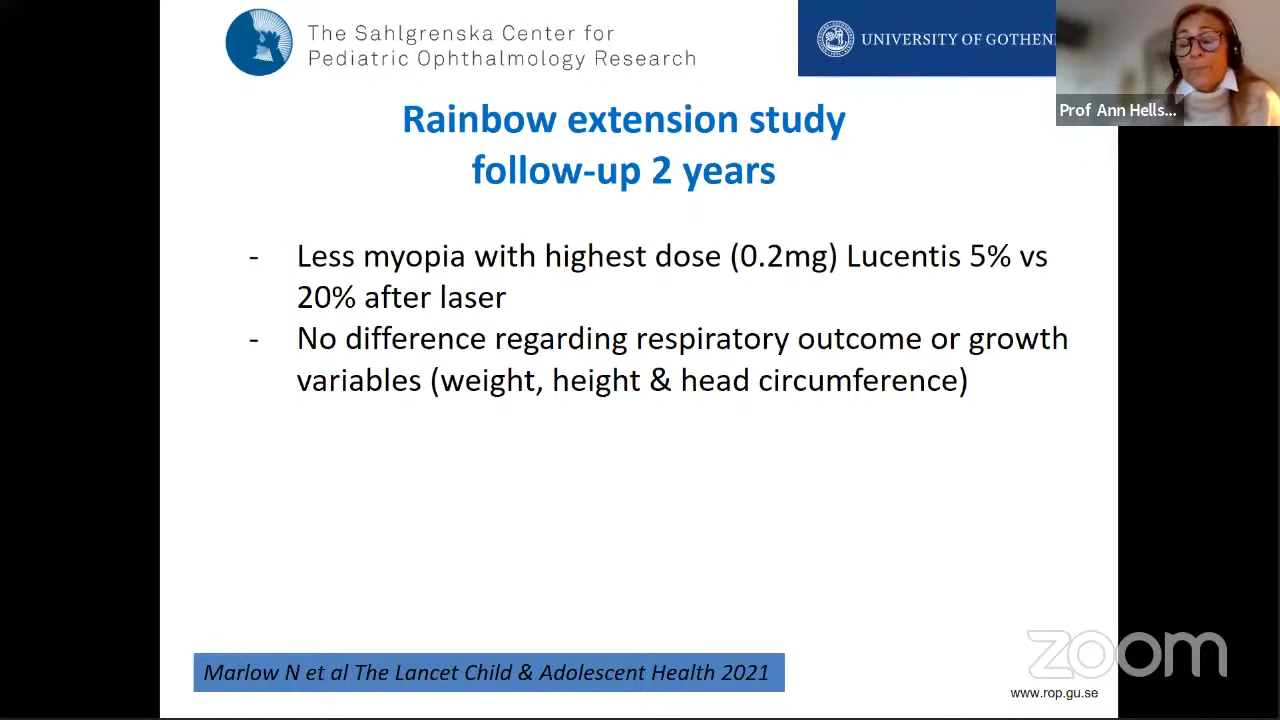 The Sahlgrenska Center for
Pediatric Ophthalmology Research
UNIVERSITY OF GOTHEN
Prof Ann Hells...
Rainbow extension study
follow-up 2 years
- Less myopia with highest dose (0.2mg) Lucentis 5% vs
20% after laser
- No difference regarding respiratory outcome or growth
variables (weight, height & head circumference)
Marlow N et al The Lancet Child & Adolescent Health 2021
zoom
www.rop.gu.se